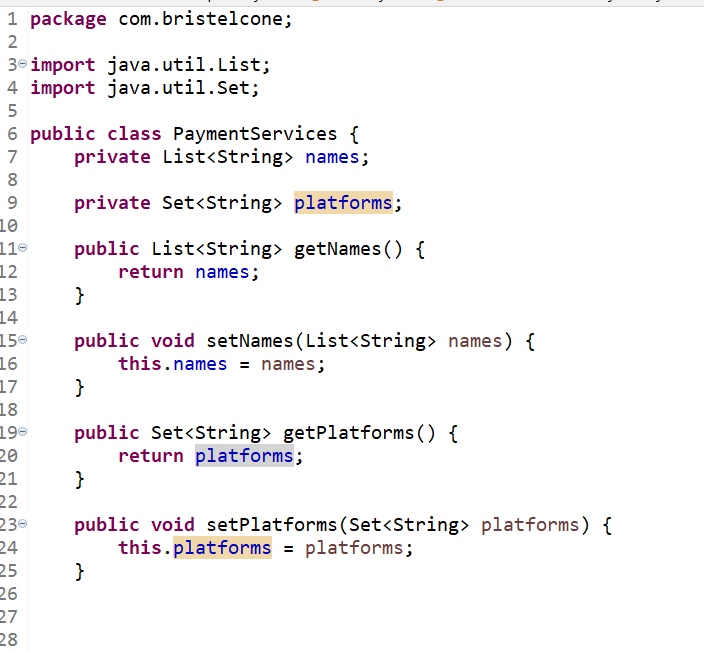 1 package com.bristelcone;
2
3 import java.util.List;
4 import java.util.Set;
5
6 public class PaymentServices {
7     private List<String> names;
8
9     private Set<String> platforms;
10
11     public List<String> getNames() {
12         return names;
13     }
14
15     public void setNames(List<String> names) {
16         this.names = names;
17     }
18
19     public Set<String> getPlatforms() {
20         return platforms;
21     }
22
23     public void setPlatforms(Set<String> platforms) {
24         this.platforms = platforms;
25     }
26
27
28